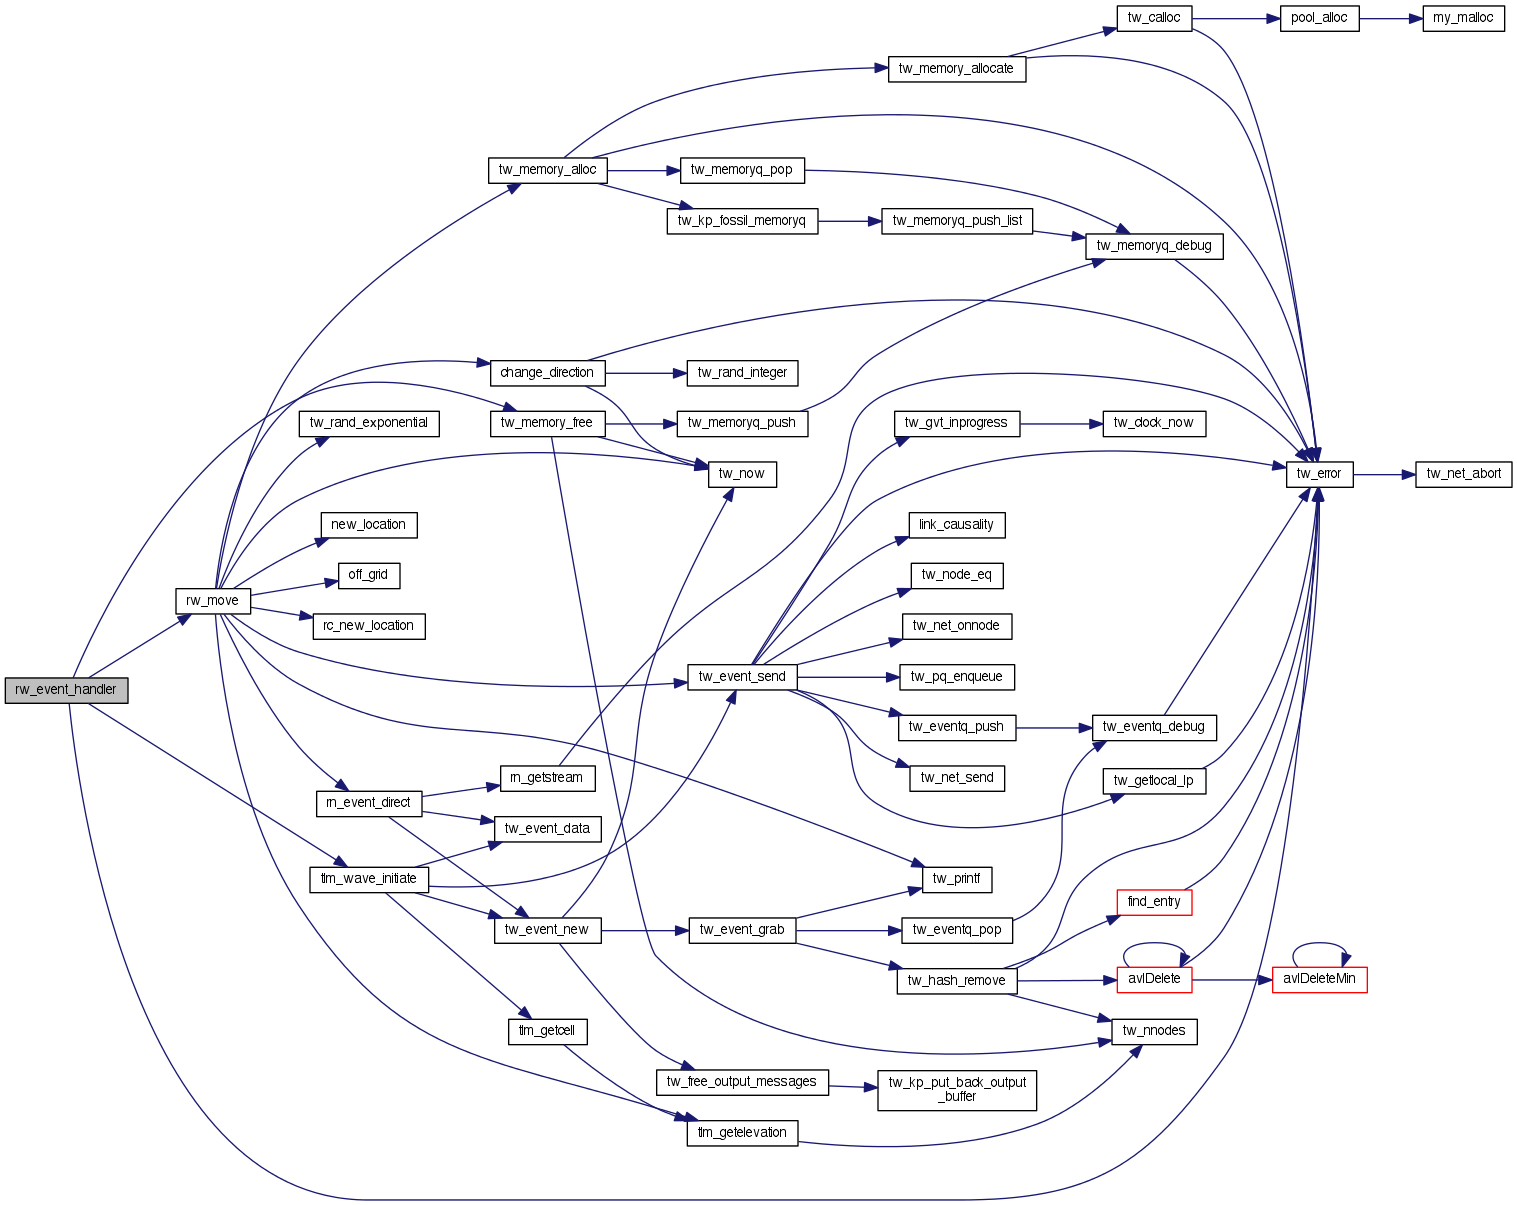 tw_calloc
pool_alloc
my_malloc
tw_memory_allocate
tw_memory_alloc
tw_memoryq_pop
tw_kp_fossil_memoryq
tw_memoryq_push_list
tw_memoryq_debug
change_direction
tw_rand_integer
tw_rand_exponential
tw_memory_free
tw_memoryq_push
tw_gvt_inprogress
tw_clock_now
tw_now
tw_error
tw_net_abort
new_location
link_causality
off_grid
tw_node_eq
rw_move
rc_new_location
tw_net_onnode
rw_event_handler
tw_event_send
tw_pq_enqueue
tw_eventq_push
tw_eventq_debug
rn_getstream
tw_net_send
tw_getlocal_lp
rn_event_direct
tw_event_data
tlm_wave_initiate
tw_printf
find_entry
tw_event_new
tw_event_grab
tw_eventq_pop
tw_hash_remove
avlDelete
avlDeleteMin
tlm_getcell
tw_nnodes
tw_free_output_messages
tw_kp_put_back_output
_buffer
tlm_getelevation